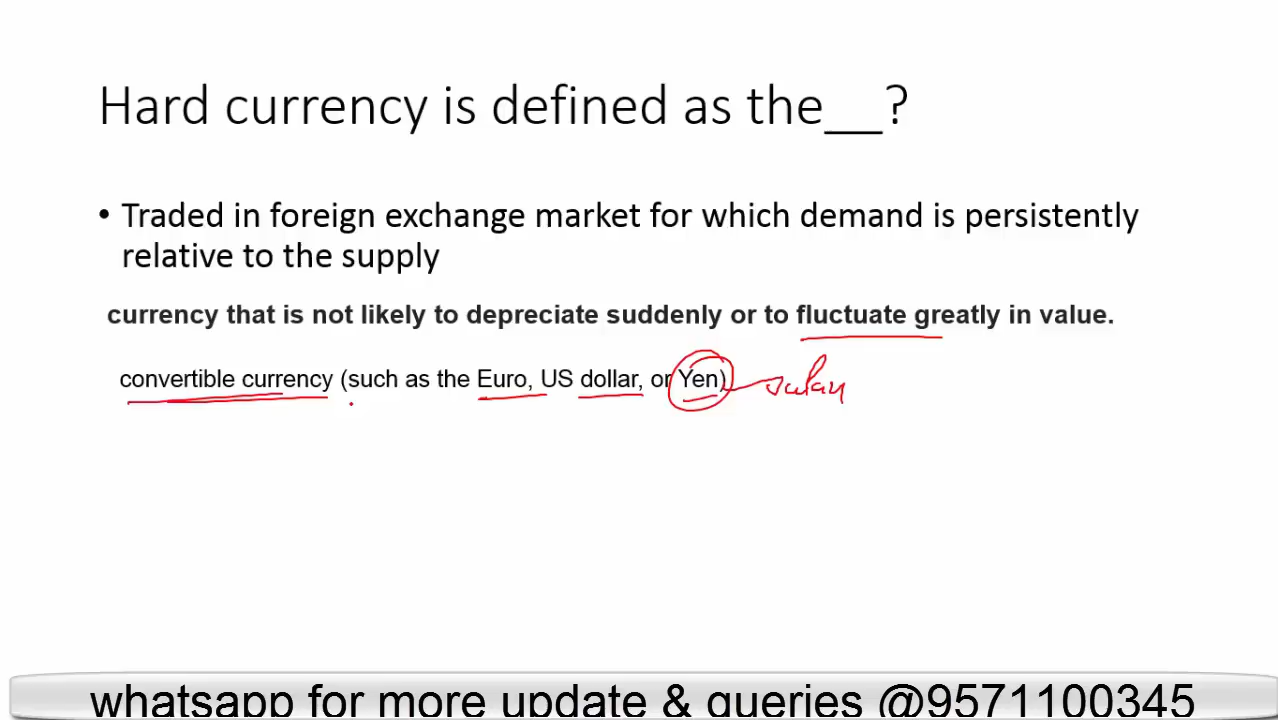 Hard currency is defined as the__?
• Traded in foreign exchange market for which demand is persistently
relative to the supply
currency that is not likely to depreciate suddenly or to fluctuate greatly in value.
convertible currency (such as the Euro, US dollar, or Yen)
whatsapp for more update & queries @9571100345